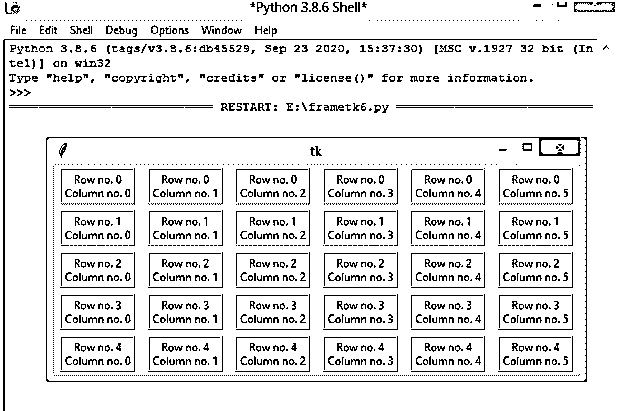 *Python 3.8.6 Shell*
File Edit Shell Debug Options Window Help
Python 3.8.6 (tags/v3.8.6:db45529, Sep 23 2020, 15:37:30) [MSC v.1927 32 bit (In
tel)] on win32
Type "help", "copyright", "credits" or "license()" for more information.
>>>
RESTART: E:\frametk6.py
tk
Row no. 0 Row no. 0 Row no. 0 Row no. 0 Row no. 0 Row no. 0
Column no. 0 Column no. 1 Column no. 2 Column no. 3 Column no. 4 Column no. 5
Row no. 1 Row no. 1 Row no. 1 Row no. 1 Row no. 1 Row no. 1
Column no. 0 Column no. 1 Column no. 2 Column no. 3 Column no. 4 Column no. 5
Row no. 2 Row no. 2 Row no. 2 Row no. 2 Row no. 2 Row no. 2
Column no. 0 Column no. 1 Column no. 2 Column no. 3 Column no. 4 Column no. 5
Row no. 3 Row no. 3 Row no. 3 Row no. 3 Row no. 3 Row no. 3
Column no. 0 Column no. 1 Column no. 2 Column no. 3 Column no. 4 Column no. 5
Row no. 4 Row no. 4 Row no. 4 Row no. 4 Row no. 4 Row no. 4
Column no. 0 Column no. 1 Column no. 2 Column no. 3 Column no. 4 Column no. 5